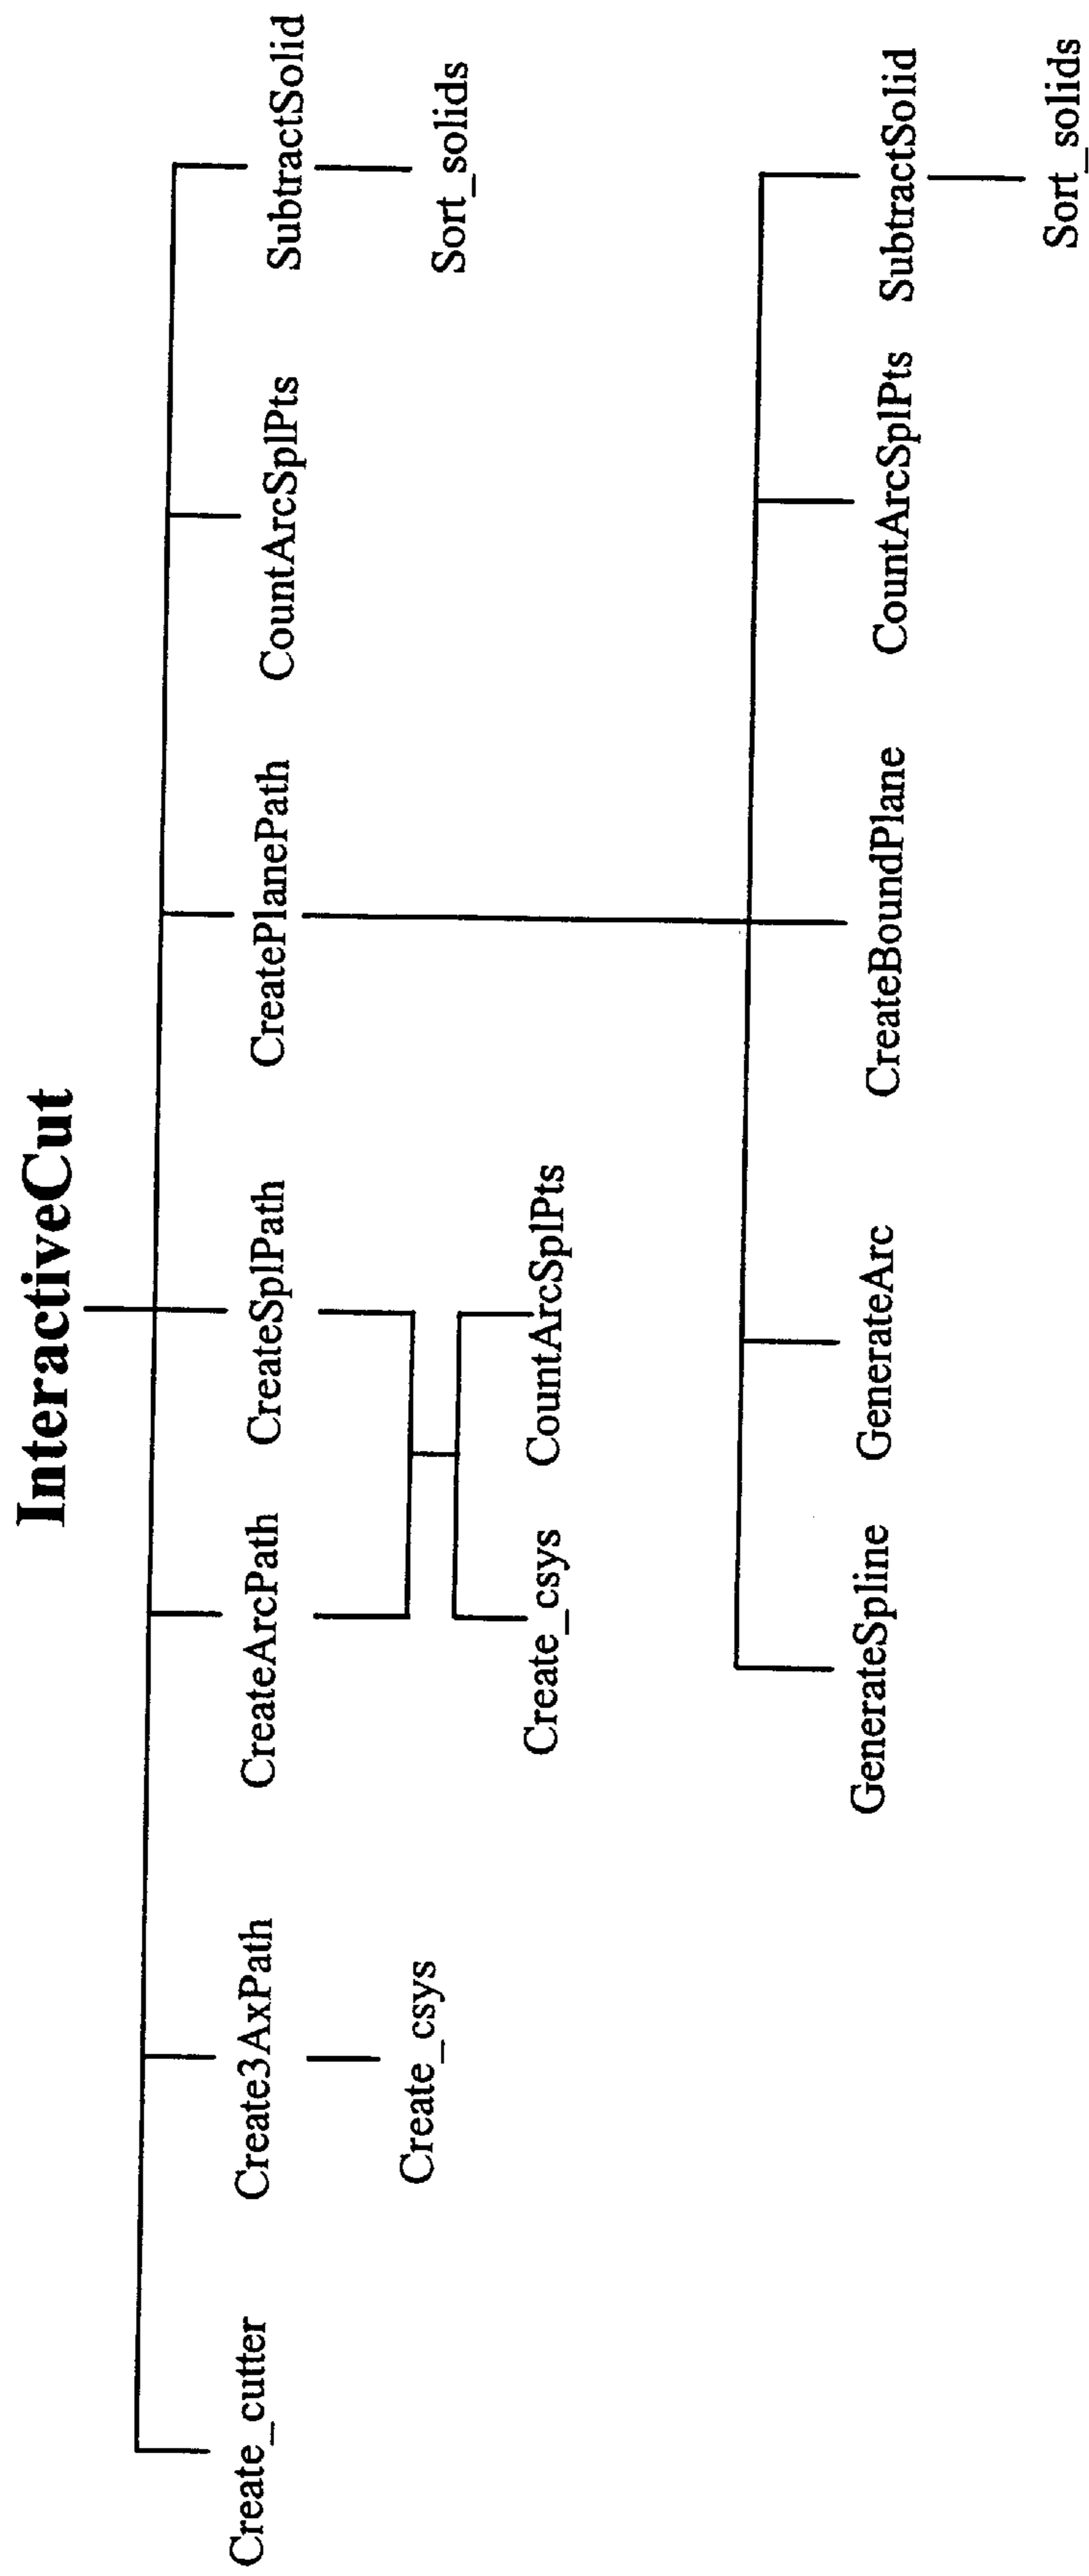 InteractiveCut
Create_cutter
Create3AxPath
CreateArcPath
CreateSplPath
CreatePlanePath
CountArcSplPts
SubtractSolid
Create_csys
Sort_solids
Create_csys
CountArcSplPts
GenerateSpline
GenerateArc
CreateBoundPlane
CountArcSplPts
SubtractSolid
Sort_solids